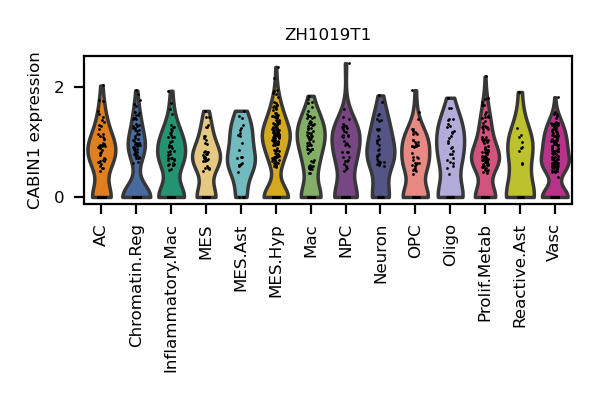 ZH1019T1
CABIN1 expression
2
0
AC
Chromatin.Reg
Inflammatory.Mac
MES
MES.Ast
MES.Hyp
Mac
NPC
Neuron
OPC
Oligo
Prolif.Metab
Reactive.Ast
Vasc